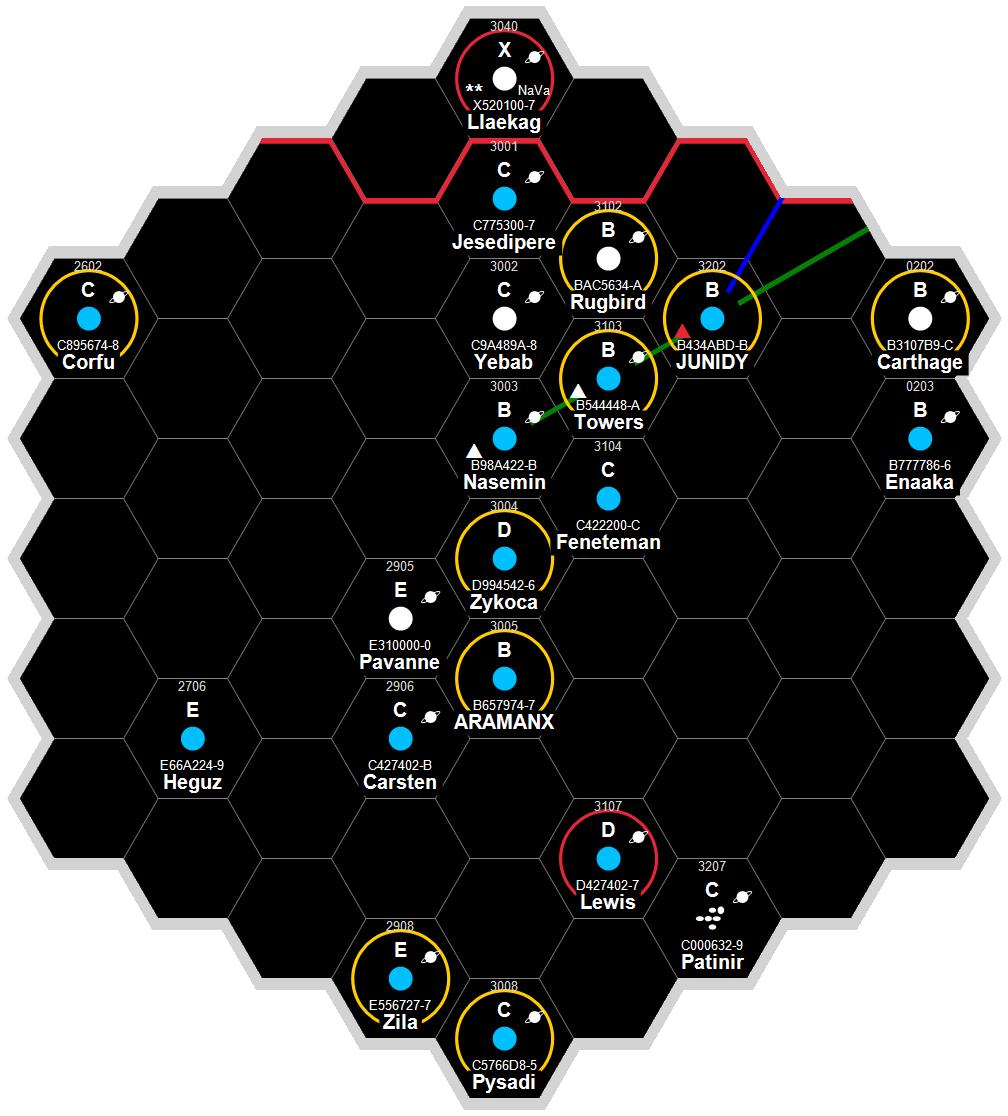 3040
X
** NaVa
X520100-7
Llaekag
3001
C
C775300-7
Jesedipere
3102
B
BAC5634-A
Rugbird
2602
C
C895674-8
Corfu
3002
C
C9A489A-8
Yebab
3202
B
B434ABD-B
JUNIDY
0202
B
B3107B9-C
Carthage
3103
B
B544448-A
Towers
3003
B
B98A422-B
Nasemin
0203
B
B777786-6
Enaaka
3104
C
C422200-C
Feneteman
3004
D
D994542-6
Zykoca
2905
E
E310000-0
Pavanne
3005
B
B657974-7
ARAMANX
2706
E
E66A224-9
Heguz
2906
C
C427402-B
Carsten
3107
D
D427402-7
Lewis
3207
C
C000632-9
Patinir
2908
E
E556727-7
Zila
3008
C
C5766D8-5
Pysadi